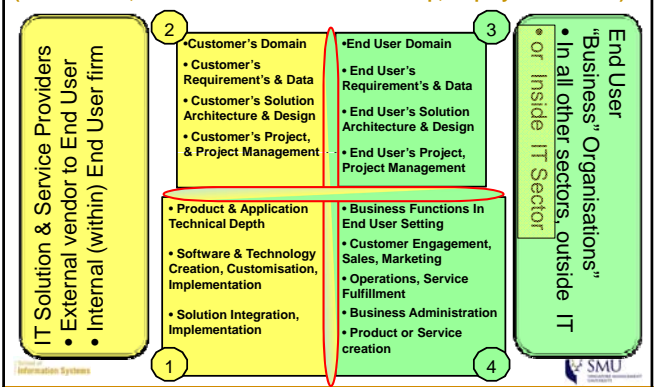 IT Solution & Service Providers
• External vendor to End User
• Internal (within) End User firm
2
•Customer's Domain
• Customer's
Requirement's & Data
• Customer's Solution
Architecture & Design
• Customer's Project,
& Project Management
3
•End User Domain
• End User's
Requirement's & Data
• End User's Solution
Architecture & Design
• End User's Project,
Project Management
End User
"Business" Organisations"
• In all other sectors, outside IT
• or Inside IT Sector
1
• Product & Application
Technical Depth
• Software & Technology
Creation, Customisation,
Implementation
• Solution Integration,
Implementation
4
• Business Functions In
End User Setting
• Customer Engagement,
Sales, Marketing
• Operations, Service
Fulfillment
• Business Administration
• Product or Service
creation
Information Systems
SMU